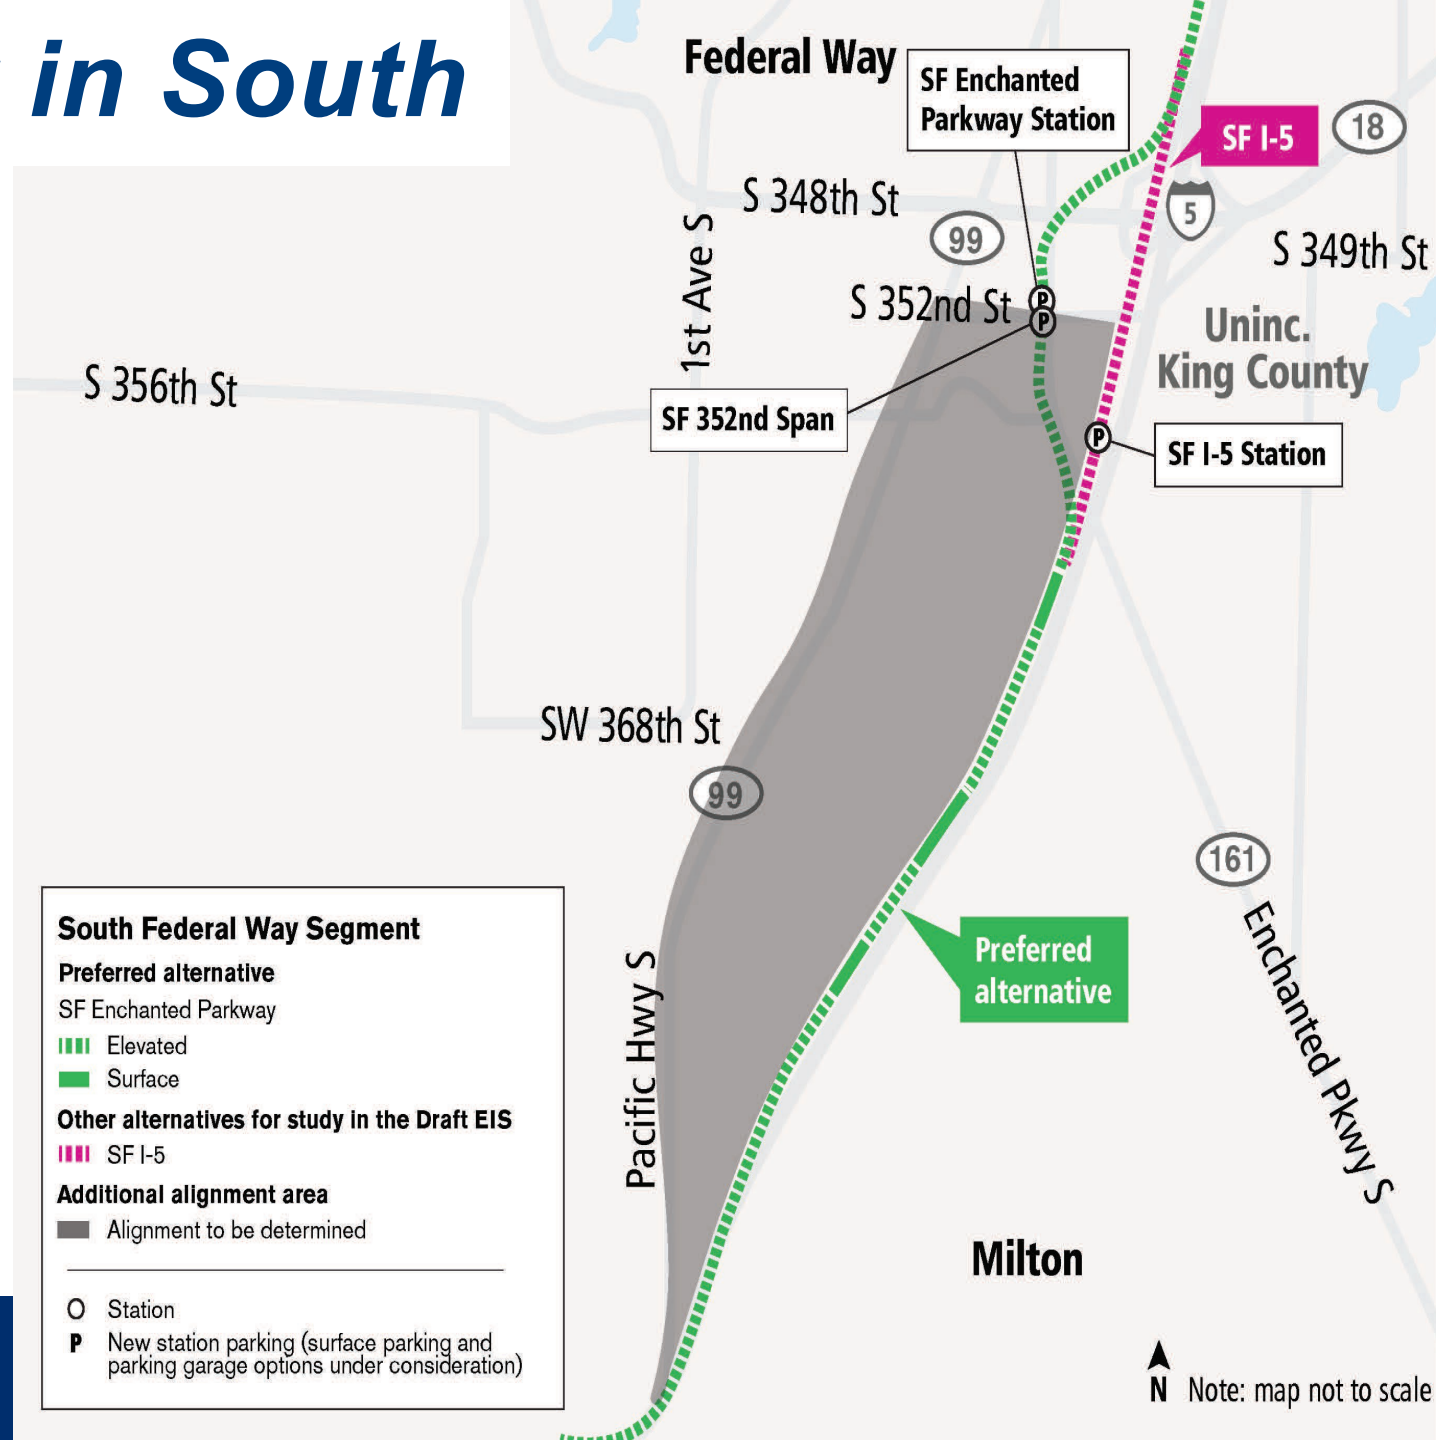 in South
Federal Way
SF Enchanted
Parkway Station
SF I-5
18
S 348th St
5
99
1st Ave S
S 349th St
S 352nd St
P
P
Uninc.
King County
S 356th St
SF 352nd Span
P
SF I-5 Station
SW 368th St
99
161
Enchanted Pkwy S
Preferred
alternative
Pacific Hwy S
Milton
South Federal Way Segment
Preferred alternative
SF Enchanted Parkway
Elevated
Surface
Other alternatives for study in the Draft EIS
SF I-5
Additional alignment area
Alignment to be determined
Station
P New station parking (surface parking and
parking garage options under consideration)
N Note: map not to scale